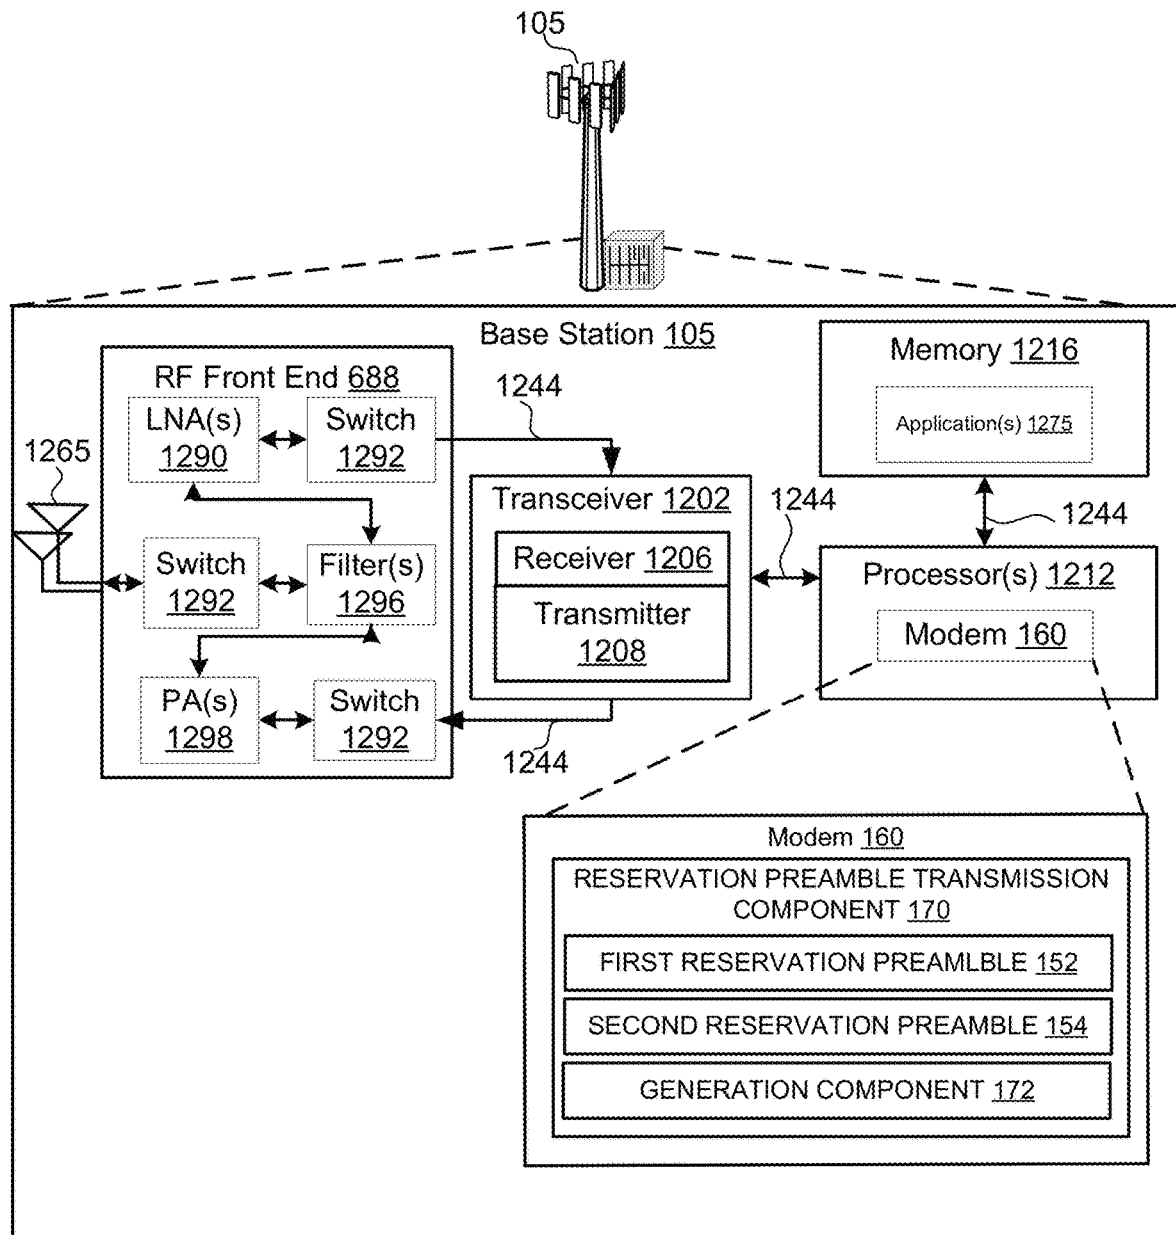 105
Base Station 105
RF Front End 688
LNA(s)
1290
Switch
1292
1244
1265
Switch
1292
Filter(s)
1296
PA(s)
1298
Switch
1292
1244
Transceiver 1202
Receiver 1206
Transmitter
1208
1244
Memory 1216
Application(s) 1275
1244
Processor(s) 1212
Modem 160
Modem 160
RESERVATION PREAMBLE TRANSMISSION
COMPONENT 170
FIRST RESERVATION PREAMLBLE 152
SECOND RESERVATION PREAMBLE 154
GENERATION COMPONENT 172